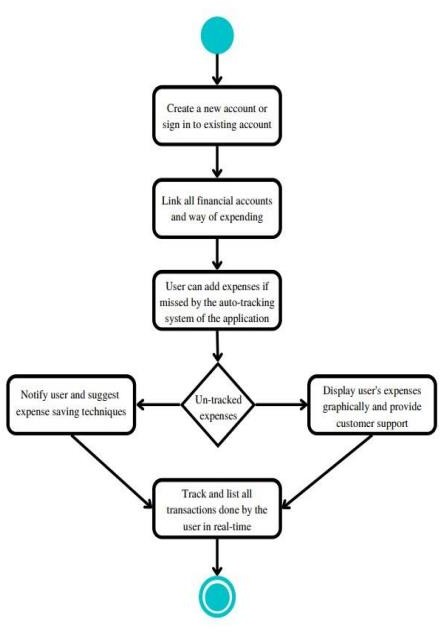 Create a new account or
sign in to existing account
Link all financial accounts
and way of expending
User can add expenses if
missed by the auto-tracking
system of the application
Un-tracked
expenses
Notify user and suggest
expense saving techniques
Display user's expenses
graphically and provide
customer support
Track and list all
transactions done by the
user in real-time